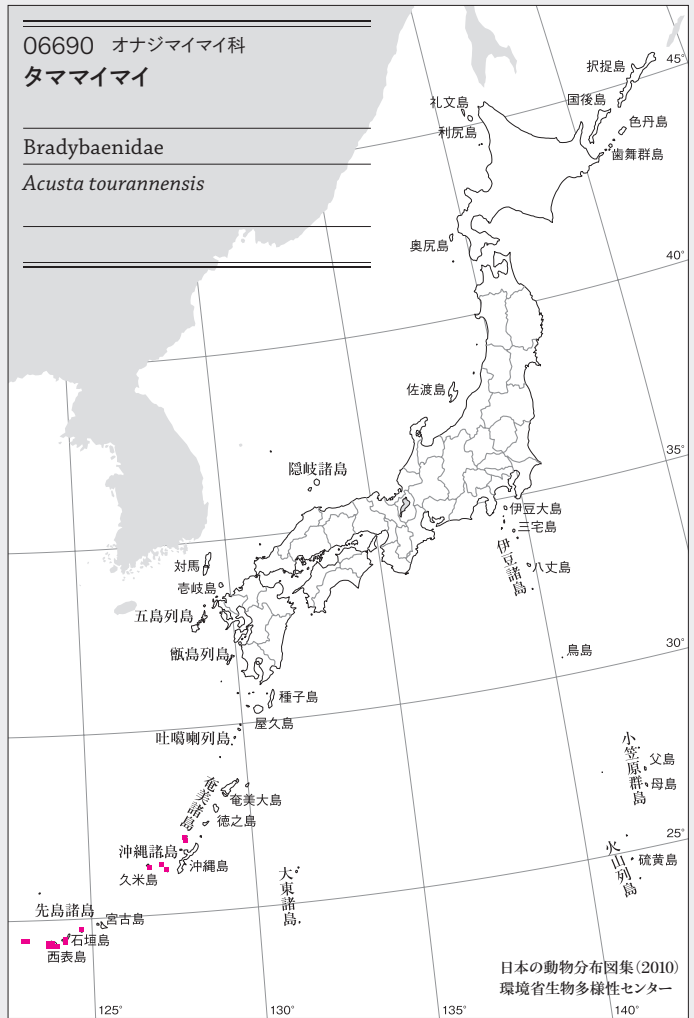 06690 オナジマイマイ科
タママイマイ
Bradybaenidae
Acusta tourannensis
45°
択捉島
礼文島
国後島
色丹島
利尻島
歯舞群島
奥尻島
40°
佐渡島
35°
隠岐諸島
伊豆大島
三宅島
伊豆諸島
八丈島
対馬
壱岐島
五島列島
甑島列島
鳥島
30°
種子島
屋久島
吐噶喇列島
小笠原群島
父島
母島
奄美諸島
奄美大島
徳之島
25°
沖縄諸島
沖縄島
久米島
火山列島
硫黄島
大東諸島
先島諸島
宮古島
石垣島
西表島
日本の動物分布図集(2010)
環境省生物多様性センター
125°
130°
135°
140°